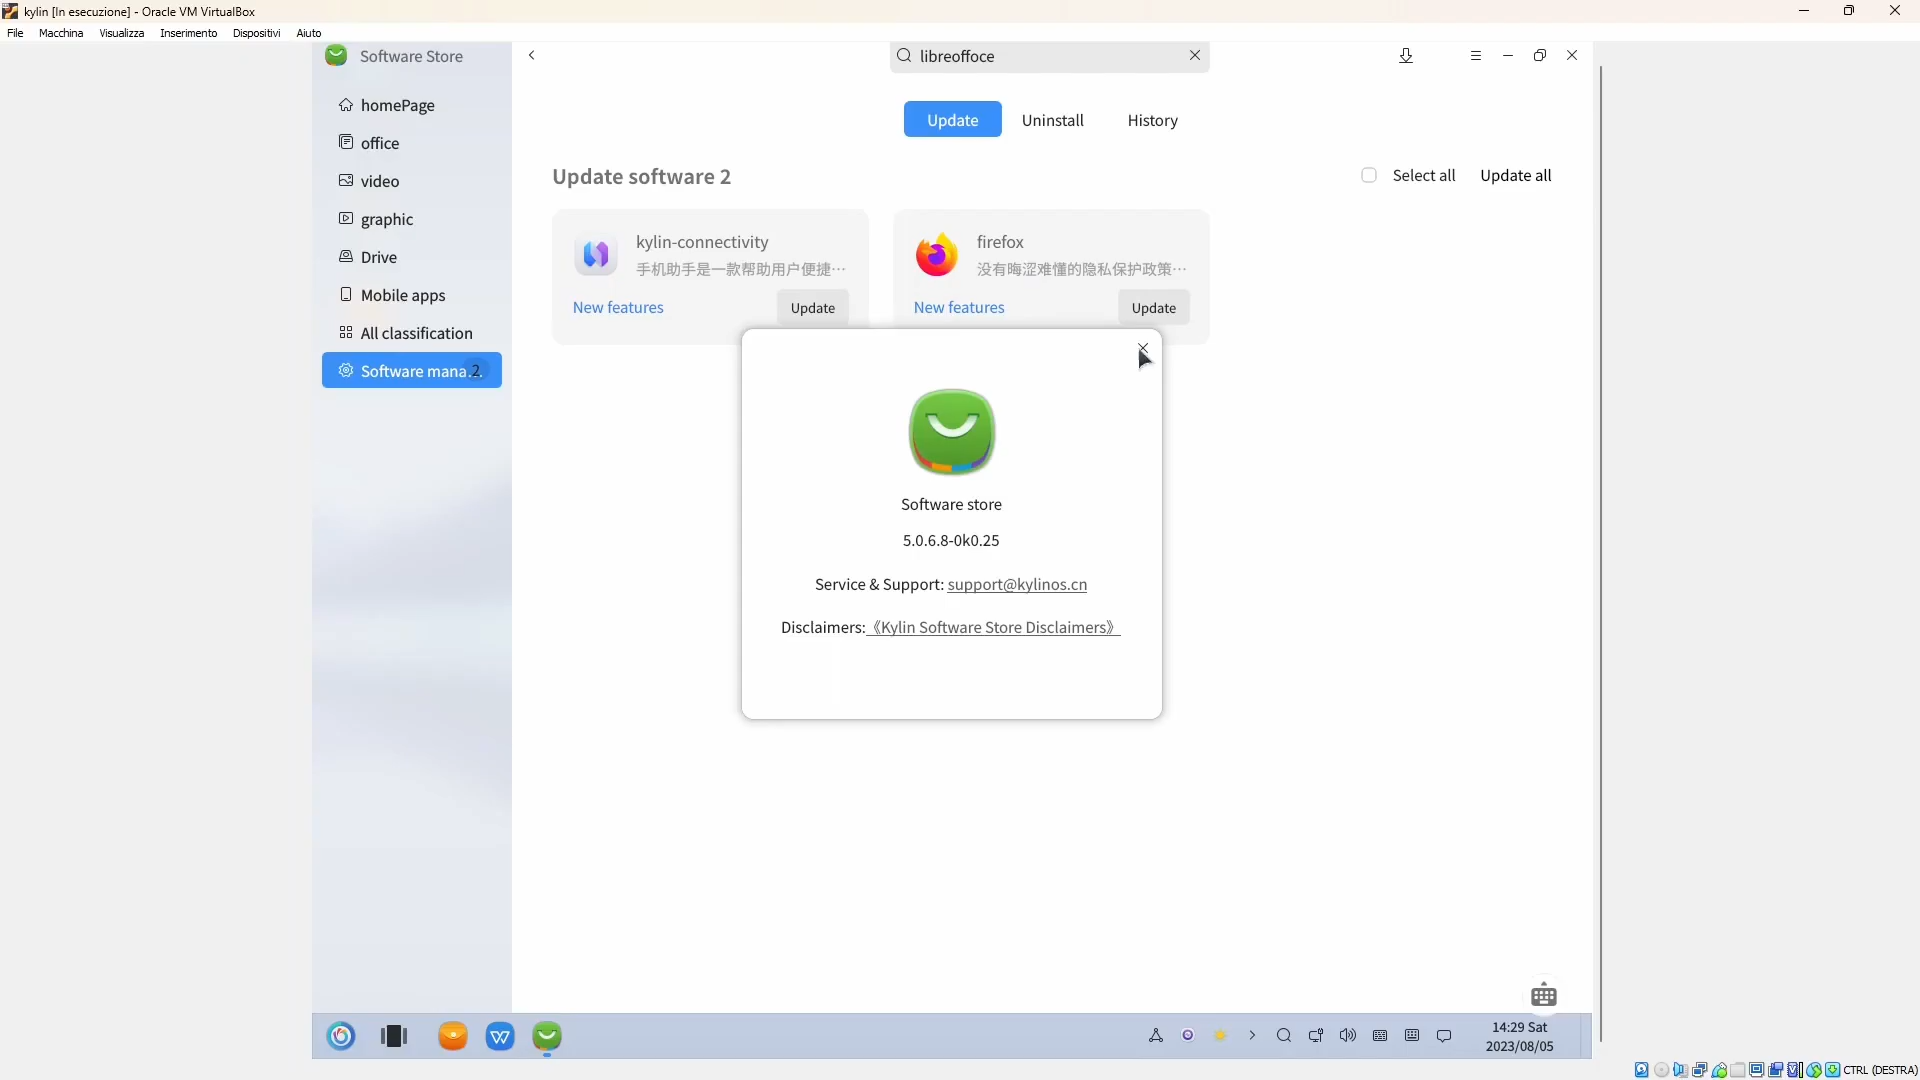 kylin [In esecuzione] - Oracle VM VirtualBox
File Macchina Visualizza Inserimento Dispositivi Aiuto
Software Store
libreoffoce
homePage
office
video
graphic
Drive
Mobile apps
All classification
Software mana... 2
Update Uninstall History
Update software 2
Select all Update all
kylin-connectivity
手机助手是一款帮助用户便捷…
New features Update
firefox
没有晦涩难懂的隐私保护政策…
New features Update
Software store
5.0.6.8-0k0.25
Service & Support: support@kylinos.cn
Disclaimers:《Kylin Software Store Disclaimers》
14:29 Sat
2023/08/05
CTRL (DESTRA)